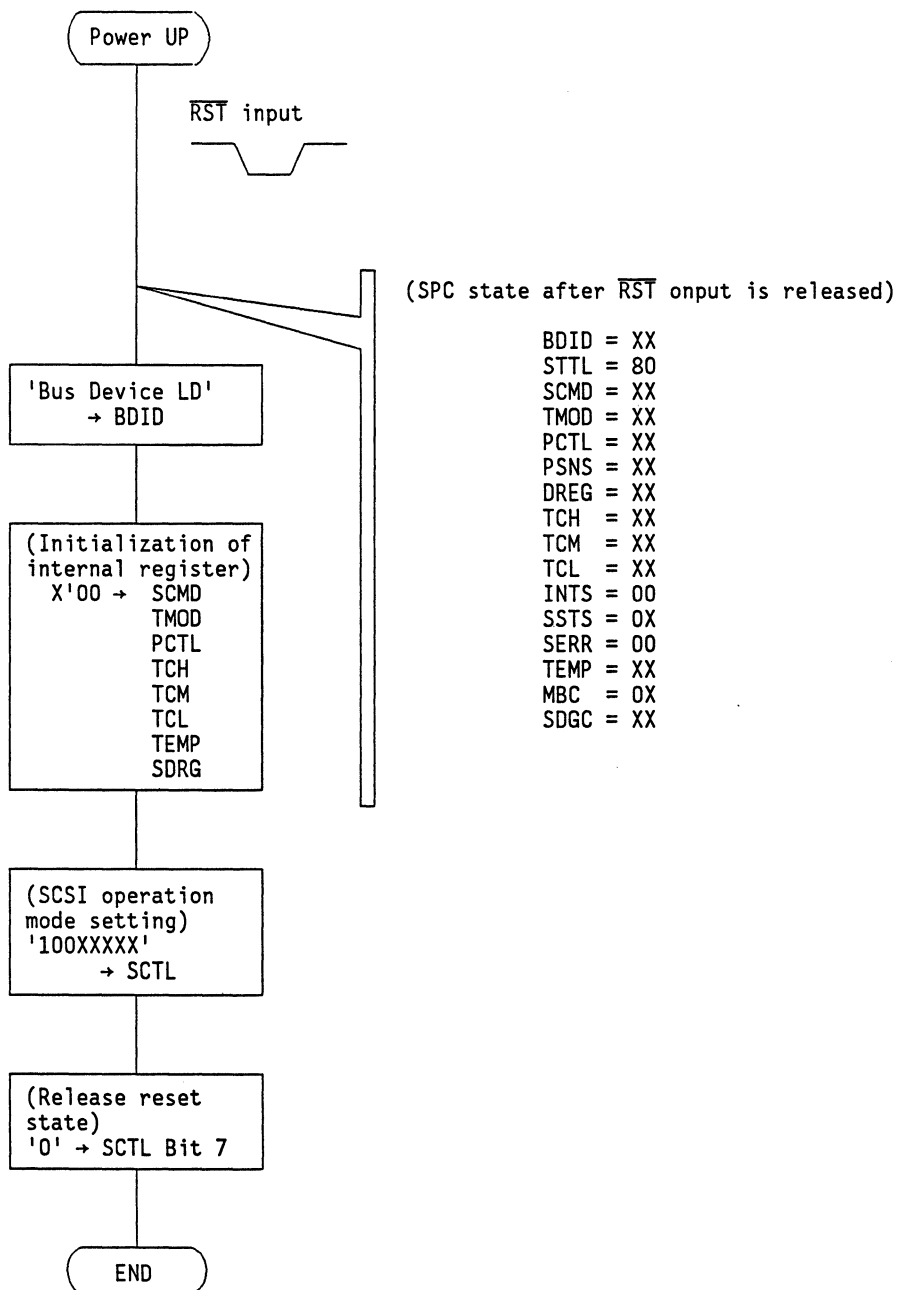 Power UP
R̅S̅T̅ input
(SPC state after R̅S̅T̅ onput is released)
BDID = XX
STTL = 80
SCMD = XX
TMOD = XX
PCTL = XX
PSNS = XX
DREG = XX
TCH = XX
TCM = XX
TCL = XX
INTS = 00
SSTS = 0X
SERR = 00
TEMP = XX
MBC = 0X
SDGC = XX
'Bus Device LD'
→ BDID
(Initialization of
internal register)
X'00 → SCMD
TMOD
PCTL
TCH
TCM
TCL
TEMP
SDRG
(SCSI operation
mode setting)
'100XXXXX'
→ SCTL
(Release reset
state)
'0' → SCTL Bit 7
END